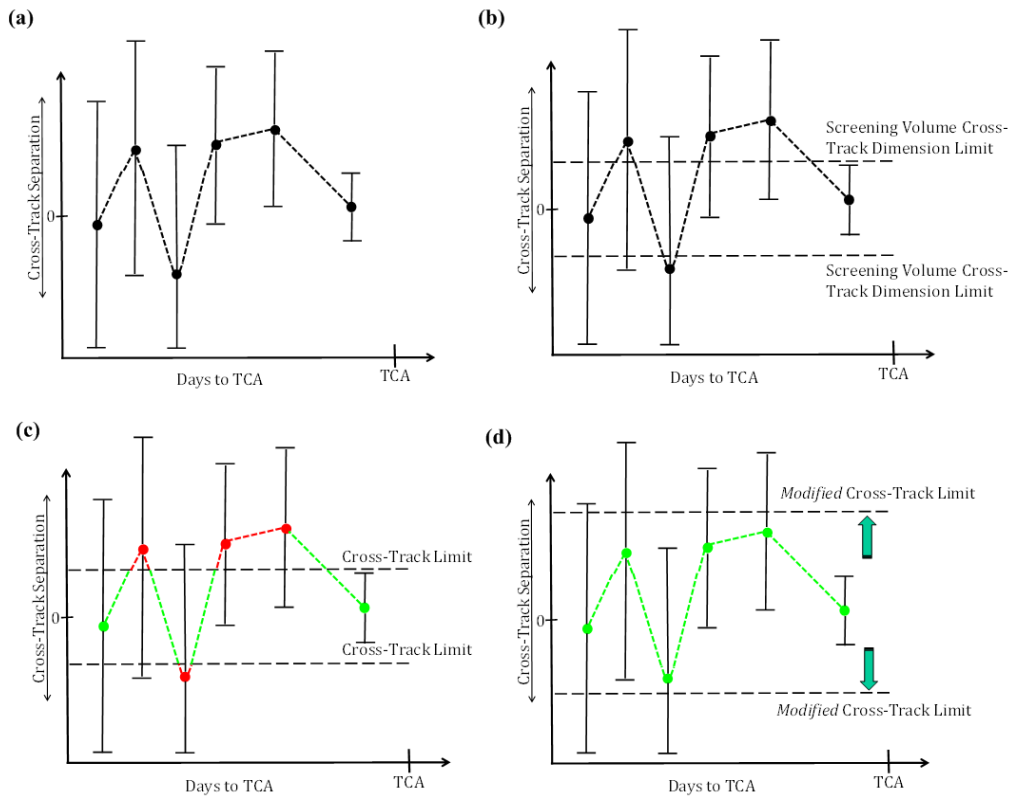 (a)
Cross-Track Separation
0
Days to TCA
TCA
(b)
Cross-Track Separation
0
Screening Volume Cross-
Track Dimension Limit
Screening Volume Cross-
Track Dimension Limit
Days to TCA
TCA
(c)
Cross-Track Separation
0
Cross-Track Limit
Cross-Track Limit
Days to TCA
TCA
(d)
Cross-Track Separation
0
Modified Cross-Track Limit
Modified Cross-Track Limit
Days to TCA
TCA